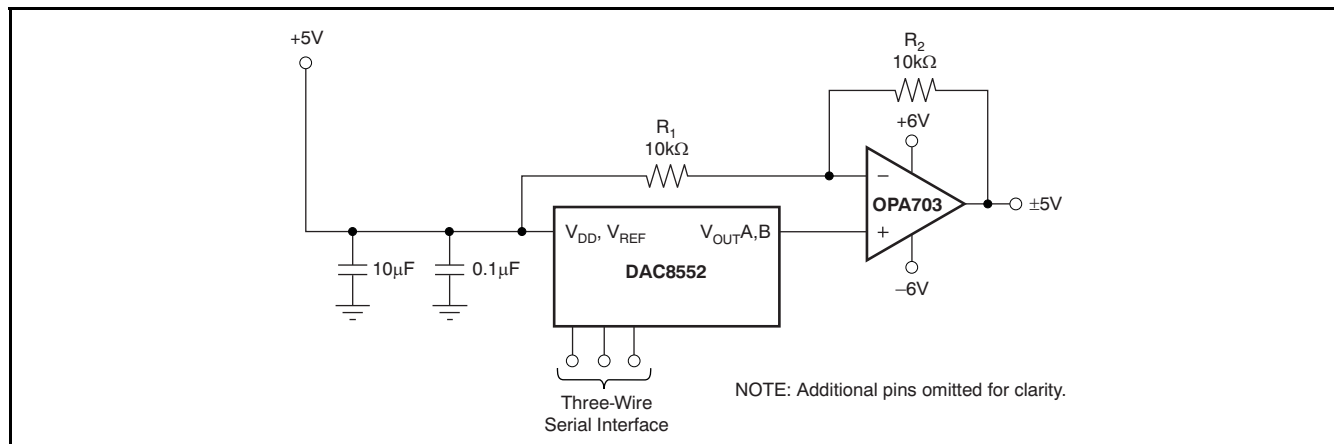 +5V
R2
10kΩ
+6V
R1
10kΩ
−
OPA703
±5V
+
−6V
VDD, VREF
VOUTA,B
DAC8552
10μF
0.1μF
Three-Wire
Serial Interface
NOTE: Additional pins omitted for clarity.